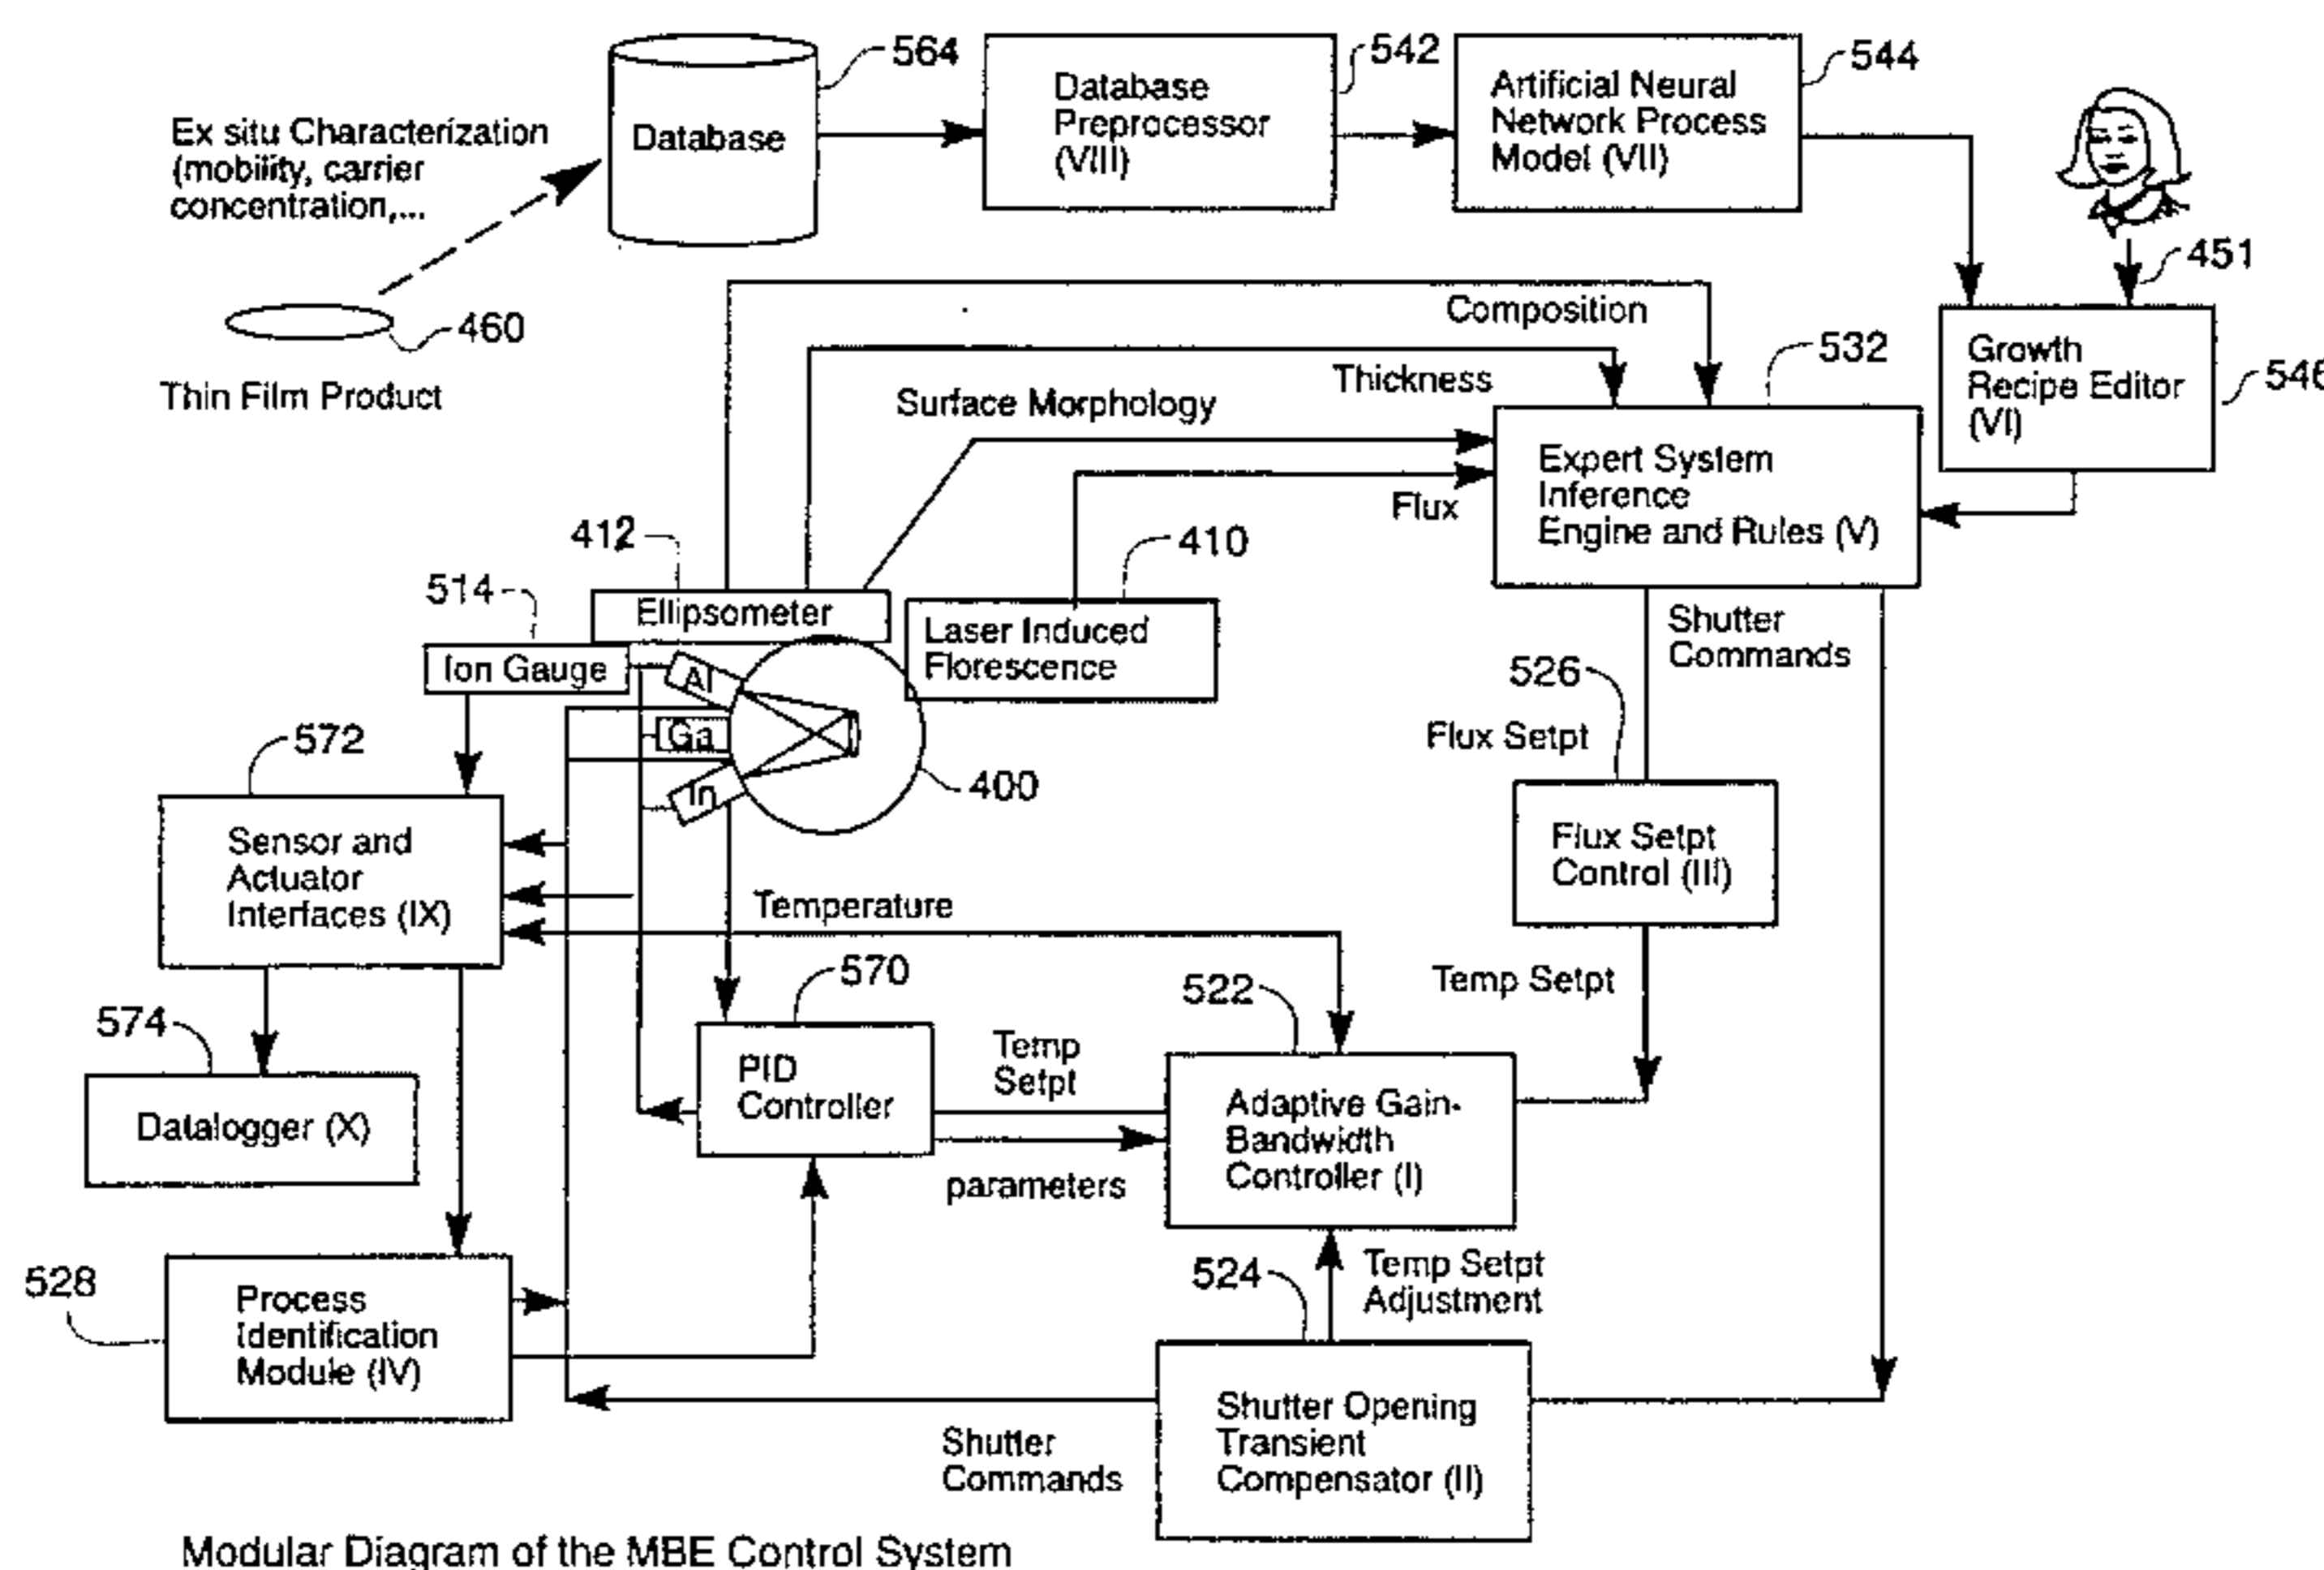 564
542
544
Database
Database
Preprocessor
(VIII)
Artificial Neural
Network Process
Model (VII)
Ex situ Characterization
(mobility, carrier
concentration,...
451
460
Thin Film Product
Composition
Thickness
Surface Morphology
Flux
532
Growth
Recipe Editor
(VI)
546
Expert System
Inference
Engine and Rules (V)
412
410
514
Ellipsometer
Laser Induced
Florescence
Ion Gauge
Al
Ga
In
400
Shutter
Commands
526
Flux Setpt
Flux Setpt
Control (III)
572
Sensor and
Actuator
Interfaces (IX)
Temperature
Temp Setpt
570
522
574
PID
Controller
Temp
Setpt
parameters
Adaptive Gain-
Bandwidth
Controller (I)
Datalogger (X)
528
Process
Identification
Module (IV)
524
Temp Setpt
Adjustment
Shutter
Commands
Shutter Opening
Transient
Compensator (II)
Modular Diagram of the MBE Control System